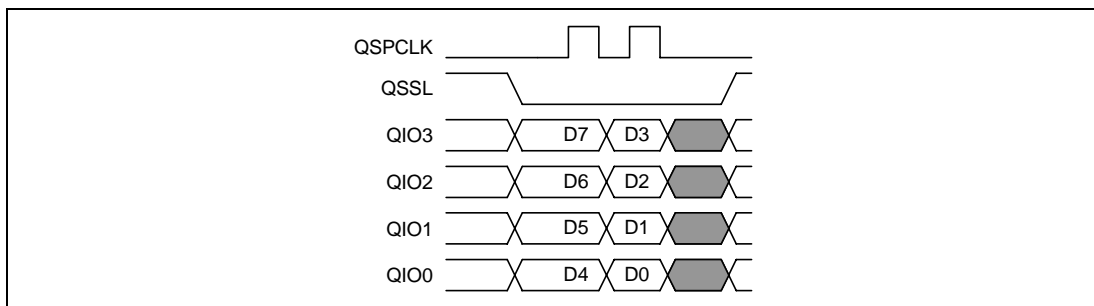 QSPCLK
QSSL
QIO3 D7 D3
QIO2 D6 D2
QIO1 D5 D1
QIO0 D4 D0